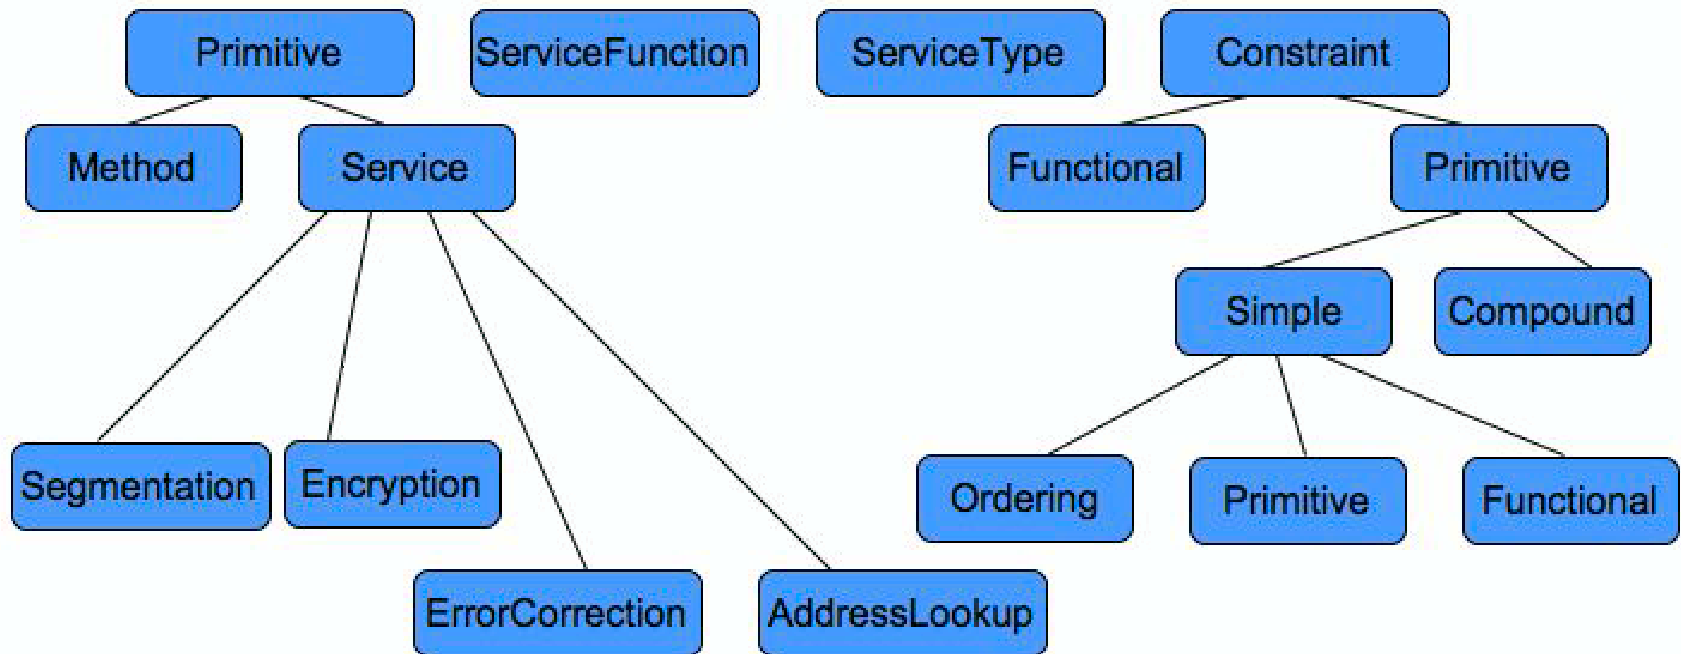 Primitive
ServiceFunction
ServiceType
Constraint
Method
Service
Functional
Primitive
Simple
Compound
Segmentation
Encryption
Ordering
Primitive
Functional
ErrorCorrection
AddressLookup